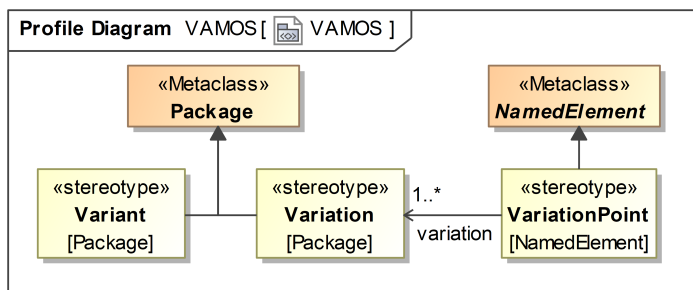 Profile Diagram VAMOS[ VAMOS ]
«Metaclass»
Package
«Metaclass»
NamedElement
«stereotype»
Variant
[Package]
«stereotype»
Variation
[Package]
1..*
variation
«stereotype»
VariationPoint
[NamedElement]